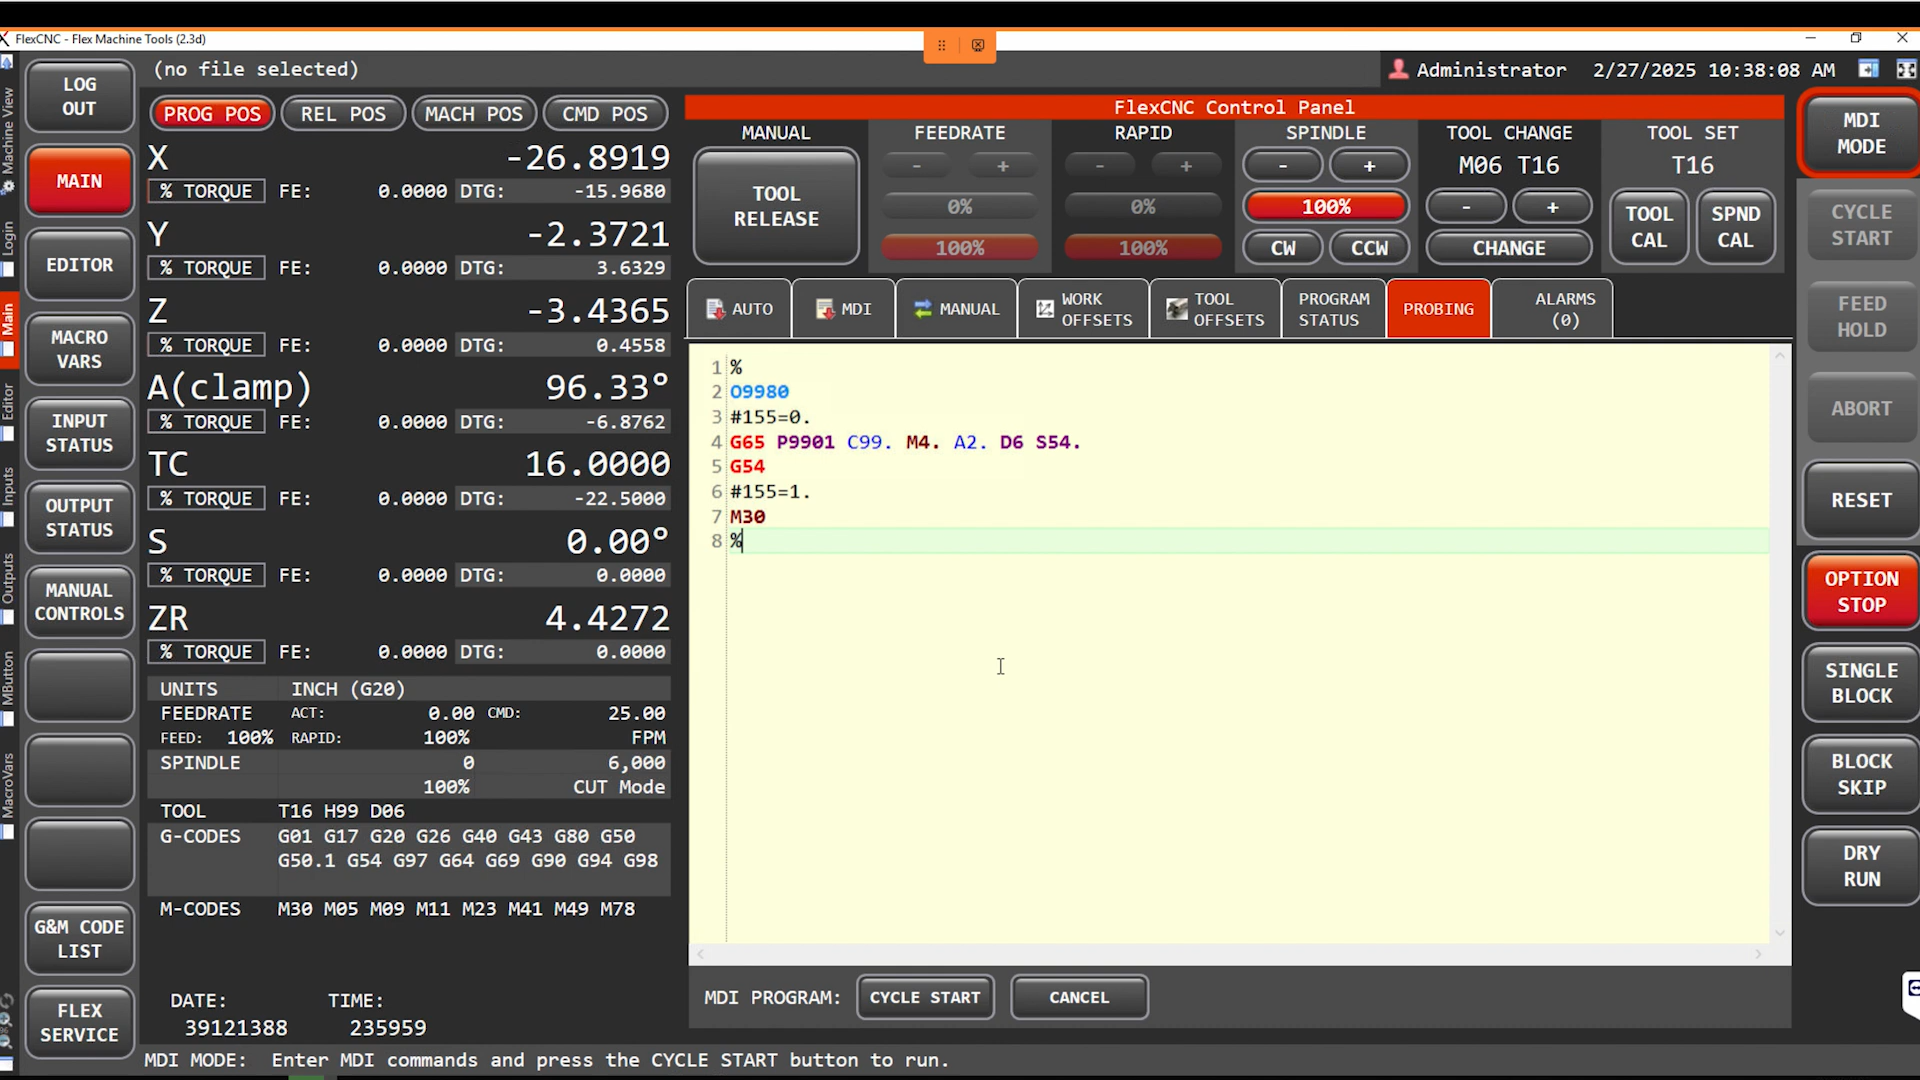 FlexCNC - Flex Machine Tools (2.3d)
(no file selected)
Administrator 2/27/2025 10:38:08 AM
Machine View
Login
Main
Editor
Inputs
Outputs
MButton
MacroVars
LOG OUT
MAIN
EDITOR
MACRO VARS
INPUT STATUS
OUTPUT STATUS
MANUAL CONTROLS
G&M CODE LIST
FLEX SERVICE
PROG POS REL POS MACH POS CMD POS
X -26.8919
% TORQUE FE: 0.0000 DTG: -15.9680
Y -2.3721
% TORQUE FE: 0.0000 DTG: 3.6329
Z -3.4365
% TORQUE FE: 0.0000 DTG: 0.4558
A(clamp) 96.33°
% TORQUE FE: 0.0000 DTG: -6.8762
TC 16.0000
% TORQUE FE: 0.0000 DTG: -22.5000
S 0.00°
% TORQUE FE: 0.0000 DTG: 0.0000
ZR 4.4272
% TORQUE FE: 0.0000 DTG: 0.0000
UNITS INCH (G20)
FEEDRATE ACT: 0.00 CMD: 25.00
FEED: 100% RAPID: 100% FPM
SPINDLE 0 6,000
100% CUT Mode
TOOL T16 H99 D06
G-CODES G01 G17 G20 G26 G40 G43 G80 G50
G50.1 G54 G97 G64 G69 G90 G94 G98
M-CODES M30 M05 M09 M11 M23 M41 M49 M78
DATE: TIME:
39121388 235959
FlexCNC Control Panel
MANUAL FEEDRATE RAPID SPINDLE TOOL CHANGE TOOL SET
TOOL RELEASE
- +
0%
100%
- +
0%
100%
- +
100%
CW CCW
M06 T16
- +
CHANGE
T16
TOOL CAL
SPND CAL
AUTO MDI MANUAL WORK OFFSETS TOOL OFFSETS PROGRAM STATUS PROBING ALARMS (0)
1 %
2 O9980
3 #155=0.
4 G65 P9901 C99. M4. A2. D6 S54.
5 G54
6 #155=1.
7 M30
8 %
MDI PROGRAM: CYCLE START CANCEL
MDI MODE
CYCLE START
FEED HOLD
ABORT
RESET
OPTION STOP
SINGLE BLOCK
BLOCK SKIP
DRY RUN
MDI MODE: Enter MDI commands and press the CYCLE START button to run.